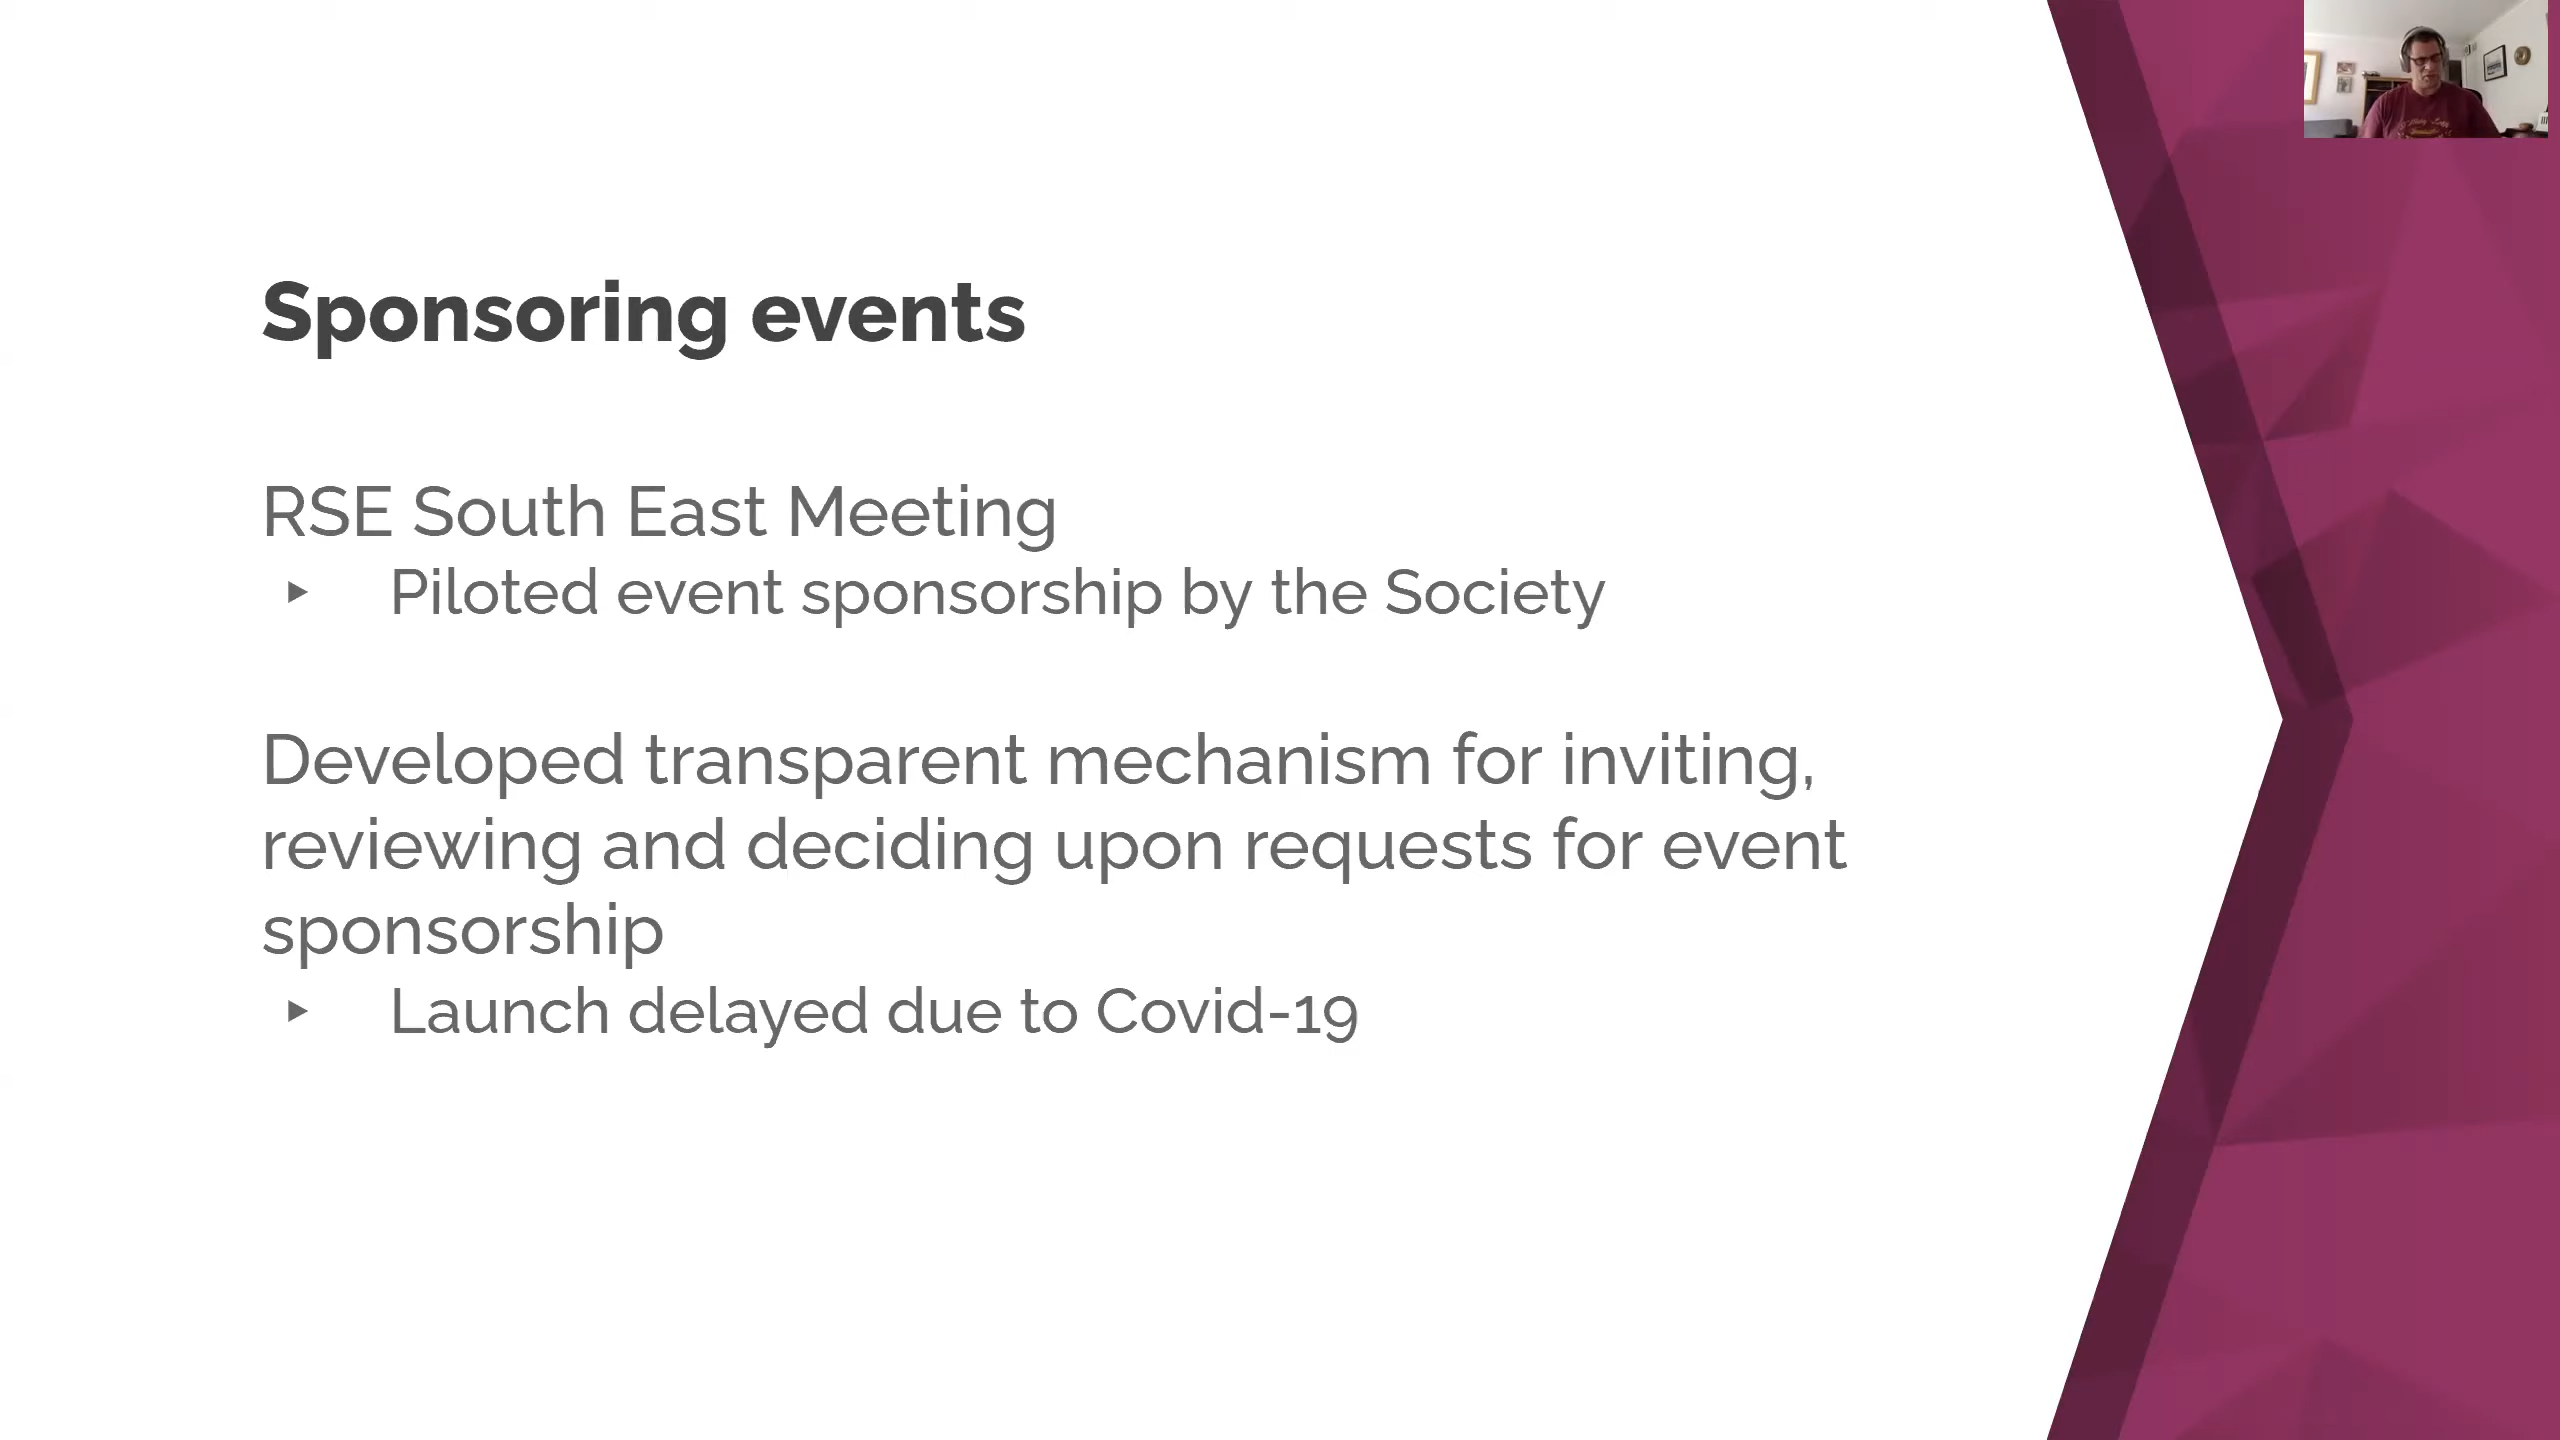 Sponsoring events
RSE South East Meeting
‣ Piloted event sponsorship by the Society
Developed transparent mechanism for inviting,
reviewing and deciding upon requests for event
sponsorship
‣ Launch delayed due to Covid-19